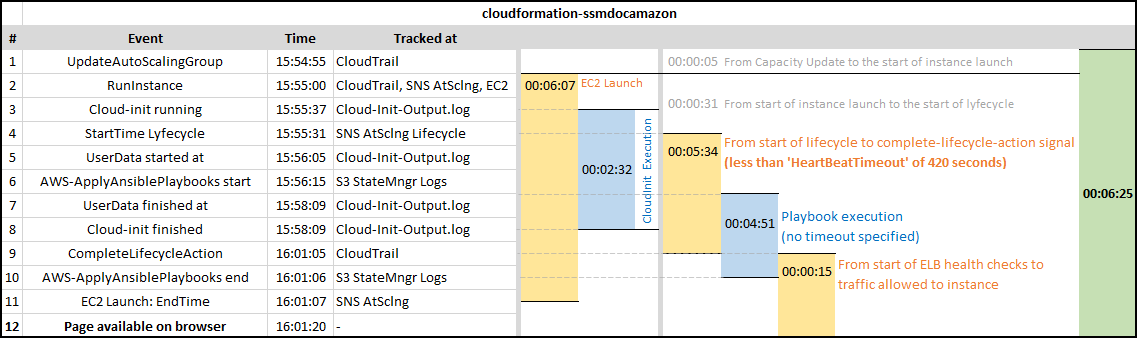 cloudformation-ssmdocamazon
# Event Time Tracked at
1 UpdateAutoScalingGroup 15:54:55 CloudTrail 00:00:05 From Capacity Update to the start of instance launch
2 RunInstance 15:55:00 CloudTrail, SNS AtSclng, EC2 00:06:07 EC2 Launch
3 Cloud-init running 15:55:37 Cloud-Init-Output.log 00:00:31 From start of instance launch to the start of lyfecycle
4 StartTime Lyfecycle 15:55:31 SNS AtSclng Lifecycle From start of lifecycle to complete-lifecycle-action signal
5 UserData started at 15:56:05 Cloud-Init-Output.log 00:05:34 (less than 'HeartBeatTimeout' of 420 seconds)
00:02:32
CloudInit Execution
6 AWS-ApplyAnsiblePlaybooks start 15:56:15 S3 StateMngr Logs 00:06:25
7 UserData finished at 15:58:09 Cloud-Init-Output.log Playbook execution
00:04:51
8 Cloud-init finished 15:58:09 Cloud-Init-Output.log (no timeout specified)
9 CompleteLifecycleAction 16:01:05 CloudTrail From start of ELB health checks to
00:00:15
10 AWS-ApplyAnsiblePlaybooks end 16:01:06 S3 StateMngr Logs traffic allowed to instance
11 EC2 Launch: EndTime 16:01:07 SNS AtSclng
12 Page available on browser 16:01:20 -